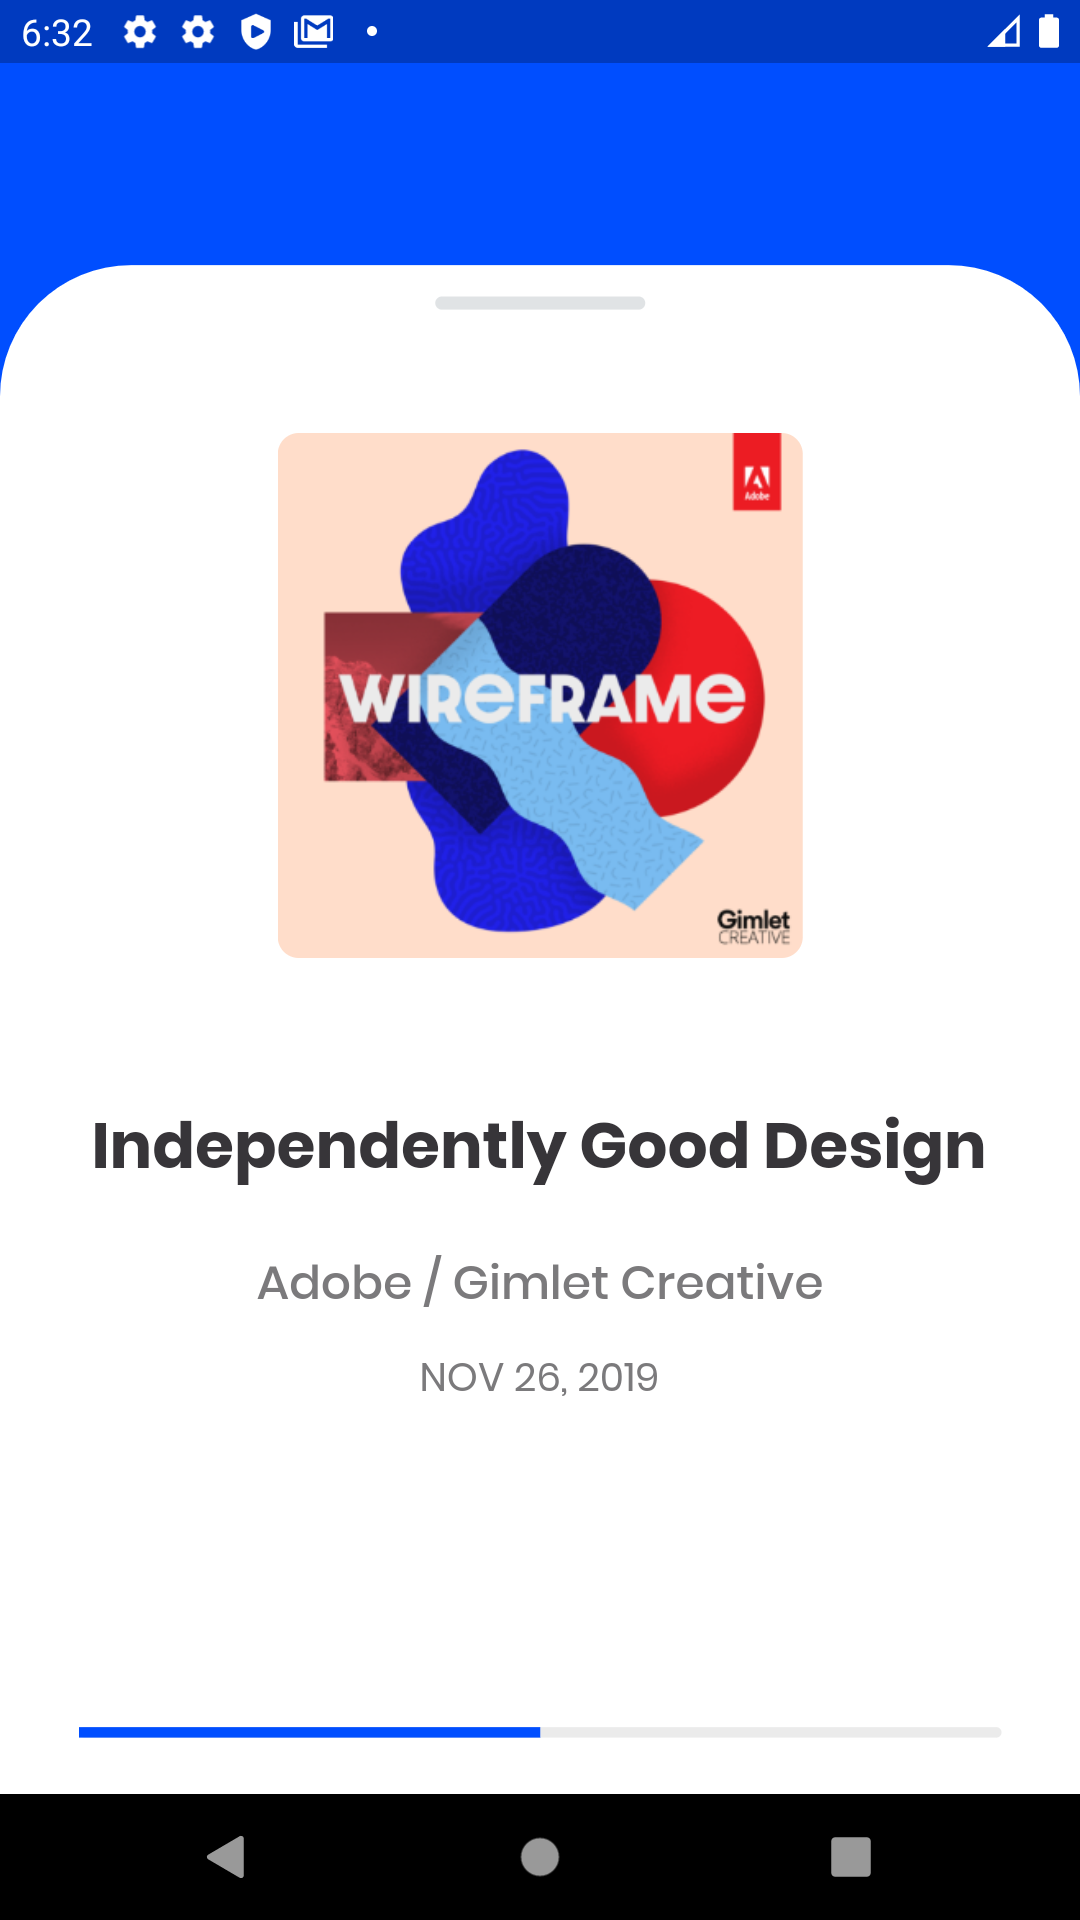 6:32
Adobe
WIREFRAME
Gimlet
CREATIVE
Independently Good Design
Adobe / Gimlet Creative
NOV 26, 2019